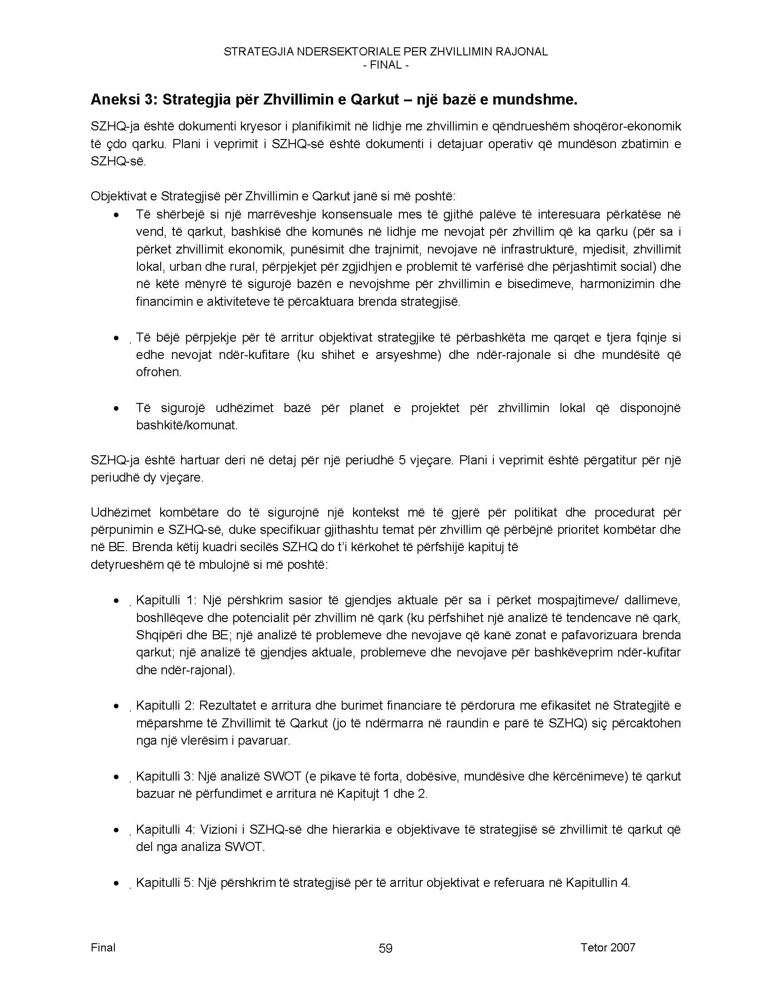 STRATEGJIA NDERSEKTORIALE PER ZHVILLIMIN RAJONAL
- FINAL -
Aneksi 3: Strategjia për Zhvillimin e Qarkut – një bazë e mundshme.
SZHQ-ja është dokumenti kryesor i planifikimit në lidhje me zhvillimin e qëndrueshëm shoqëror-ekonomik
të çdo qarku. Plani i veprimit i SZHQ-së është dokumenti i detajuar operativ që mundëson zbatimin e
SZHQ-së.
Objektivat e Strategjisë për Zhvillimin e Qarkut janë si më poshtë:
• Të shërbejë si një marrëveshje konsensuale mes të gjithë palëve të interesuara përkatëse në
vend, të qarkut, bashkisë dhe komunës në lidhje me nevojat për zhvillim që ka qarku (për sa i
përket zhvillimit ekonomik, punësimit dhe trajnimit, nevojave në infrastrukturë, mjedisit, zhvillimit
lokal, urban dhe rural, përpjekjet për zgjidhjen e problemit të varfërisë dhe përjashtimit social) dhe
në këtë mënyrë të sigurojë bazën e nevojshme për zhvillimin e bisedimeve, harmonizimin dhe
financimin e aktiviteteve të përcaktuara brenda strategjisë.
• . Të bëjë përpjekje për të arritur objektivat strategjike të përbashkëta me qarqet e tjera fqinje si
edhe nevojat ndër-kufitare (ku shihet e arsyeshme) dhe ndër-rajonale si dhe mundësitë që
ofrohen.
• Të sigurojë udhëzimet bazë për planet e projektet për zhvillimin lokal që disponojnë
bashkitë/komunat.
SZHQ-ja është hartuar deri në detaj për një periudhë 5 vjeçare. Plani i veprimit është përgatitur për një
periudhë dy vjeçare.
Udhëzimet kombëtare do të sigurojnë një kontekst më të gjerë për politikat dhe procedurat për
përpunimin e SZHQ-së, duke specifikuar gjithashtu temat për zhvillim që përbëjnë prioritet kombëtar dhe
në BE. Brenda këtij kuadri secilës SZHQ do t’i kërkohet të përfshijë kapituj të
detyrueshëm që të mbulojnë si më poshtë:
• . Kapitulli 1: Një përshkrim sasior të gjendjes aktuale për sa i përket mospajtimeve/ dallimeve,
boshllëqeve dhe potencialit për zhvillim në qark (ku përfshihet një analizë të tendencave në qark,
Shqipëri dhe BE; një analizë të problemeve dhe nevojave që kanë zonat e pafavorizuara brenda
qarkut; një analizë të gjendjes aktuale, problemeve dhe nevojave për bashkëveprim ndër-kufitar
dhe ndër-rajonal).
• . Kapitulli 2: Rezultatet e arritura dhe burimet financiare të përdorura me efikasitet në Strategjitë e
mëparshme të Zhvillimit të Qarkut (jo të ndërmarra në raundin e parë të SZHQ) siç përcaktohen
nga një vlerësim i pavaruar.
• . Kapitulli 3: Një analizë SWOT (e pikave të forta, dobësive, mundësive dhe kërcënimeve) të qarkut
bazuar në përfundimet e arritura në Kapitujt 1 dhe 2.
• . Kapitulli 4: Vizioni i SZHQ-së dhe hierarkia e objektivave të strategjisë së zhvillimit të qarkut që
del nga analiza SWOT.
• . Kapitulli 5: Një përshkrim të strategjisë për të arritur objektivat e referuara në Kapitullin 4.
Final 59 Tetor 2007